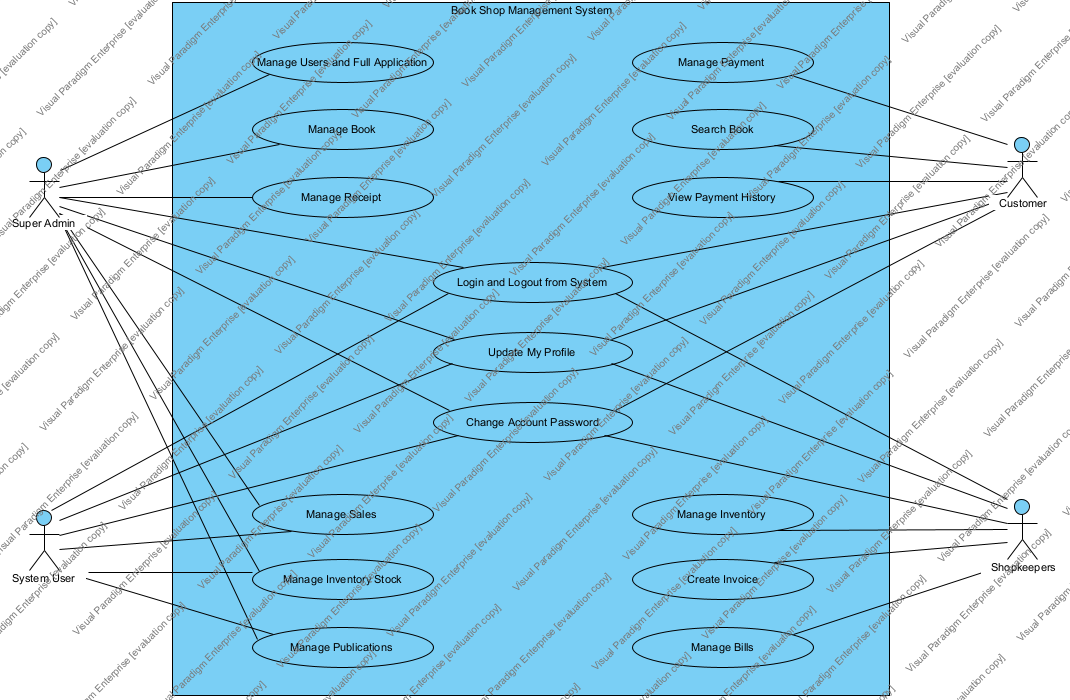 Book Shop Management System
Manage Users and Full Application
Manage Payment
Manage Book
Search Book
Manage Receipt
View Payment History
Super Admin
Customer
Login and Logout from System
Update My Profile
Change Account Password
Manage Sales
Manage Inventory
System User
Manage Inventory Stock
Create Invoice
Shopkeepers
Manage Publications
Manage Bills
Visual Paradigm Enterprise [evaluation copy]